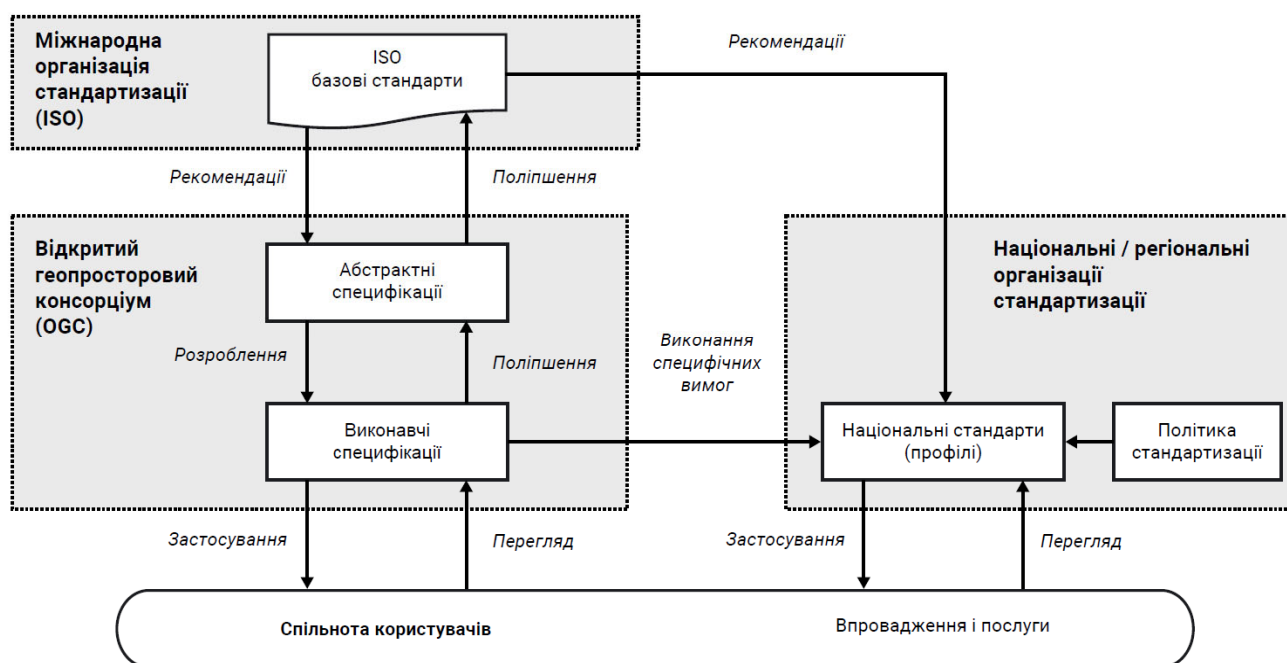 Міжнародна
організація
стандартизації
(ISO)
ISO
базові стандарти
Рекомендації
Рекомендації
Поліпшення
Відкритий
геопросторовий
консорціум
(OGC)
Абстрактні
специфікації
Національні / регіональні
організації
стандартизації
Розроблення
Поліпшення
Виконання
специфічних
вимог
Виконавчі
специфікації
Національні стандарти
(профілі)
Політика
стандартизації
Застосування
Перегляд
Застосування
Перегляд
Спільнота користувачів
Впровадження і послуги